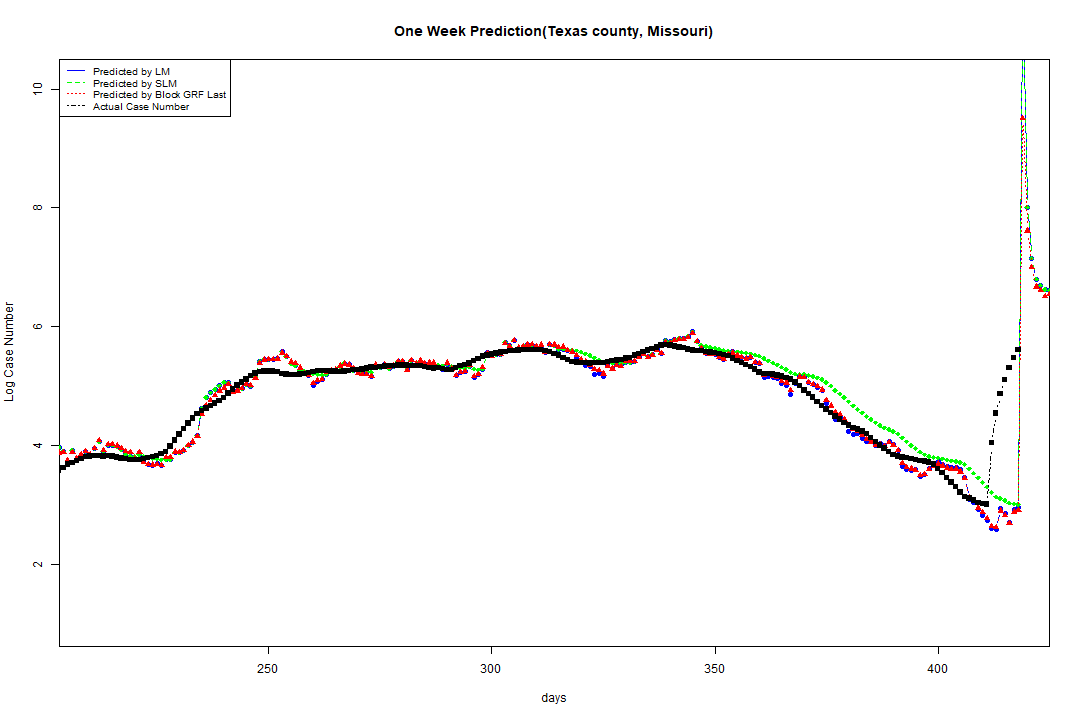 One Week Prediction(Texas county, Missouri)
Predicted by LM
Predicted by SLM
Predicted by Block GRF Last
Actual Case Number
Log Case Number
10
8
6
4
2
250
300
350
400
days